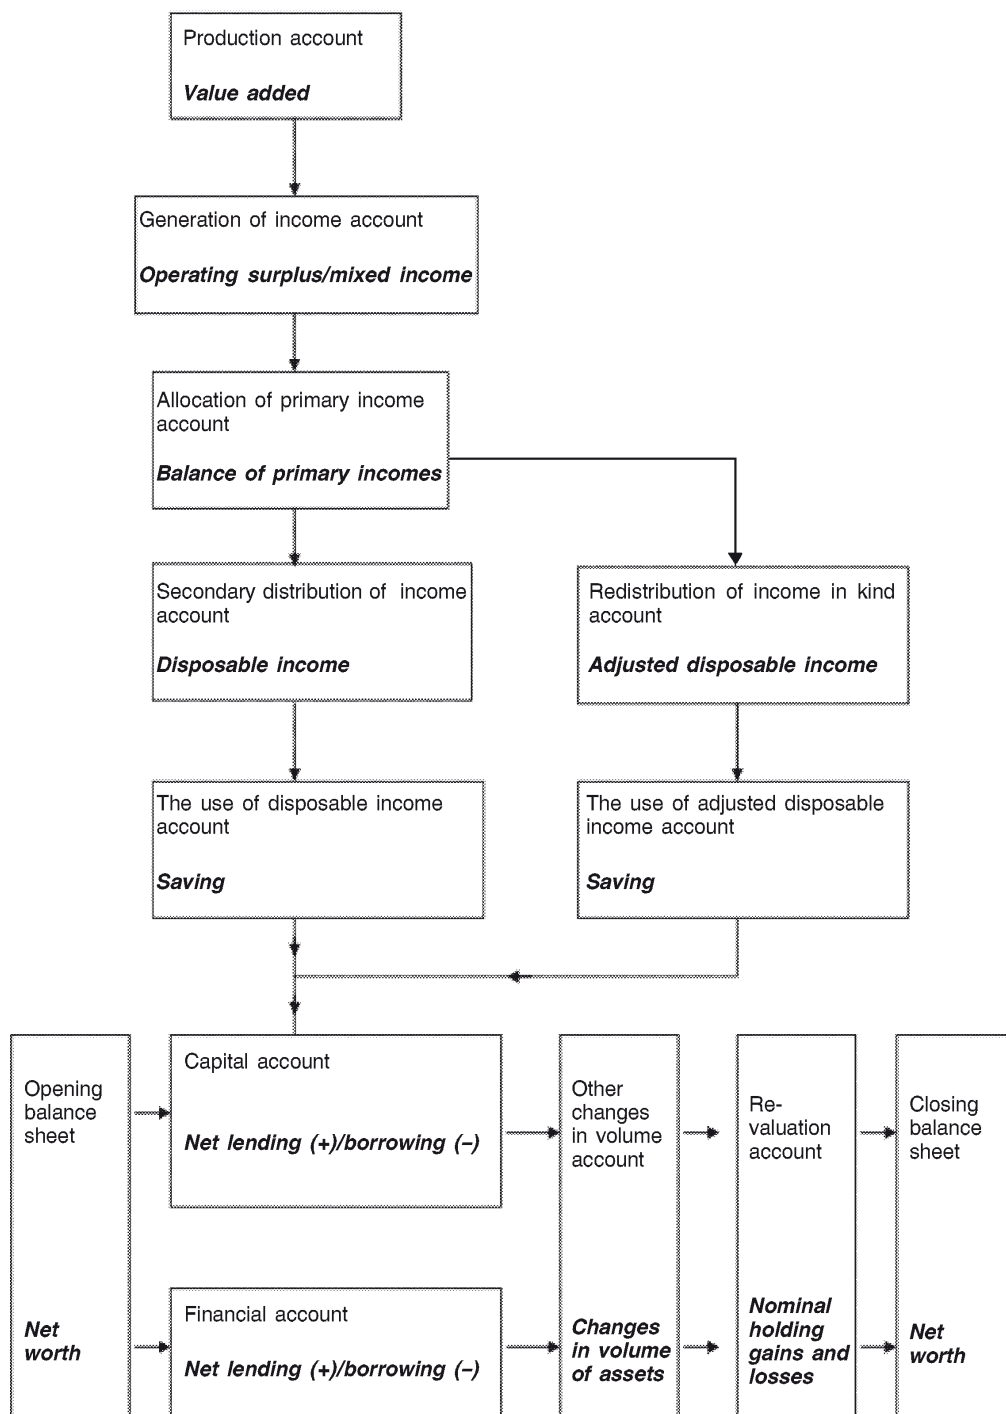 Production account
Value added
Generation of income account
Operating surplus/mixed income
Allocation of primary income
account
Balance of primary incomes
Secondary distribution of income
account
Disposable income
Redistribution of income in kind
account
Adjusted disposable income
The use of disposable income
account
Saving
The use of adjusted disposable
income account
Saving
Opening
balance
sheet
Net
worth
Capital account
Net lending (+)/borrowing (–)
Financial account
Net lending (+)/borrowing (–)
Other
changes
in volume
account
Changes
in volume
of assets
Re-
valuation
account
Nominal
holding
gains and
losses
Closing
balance
sheet
Net
worth